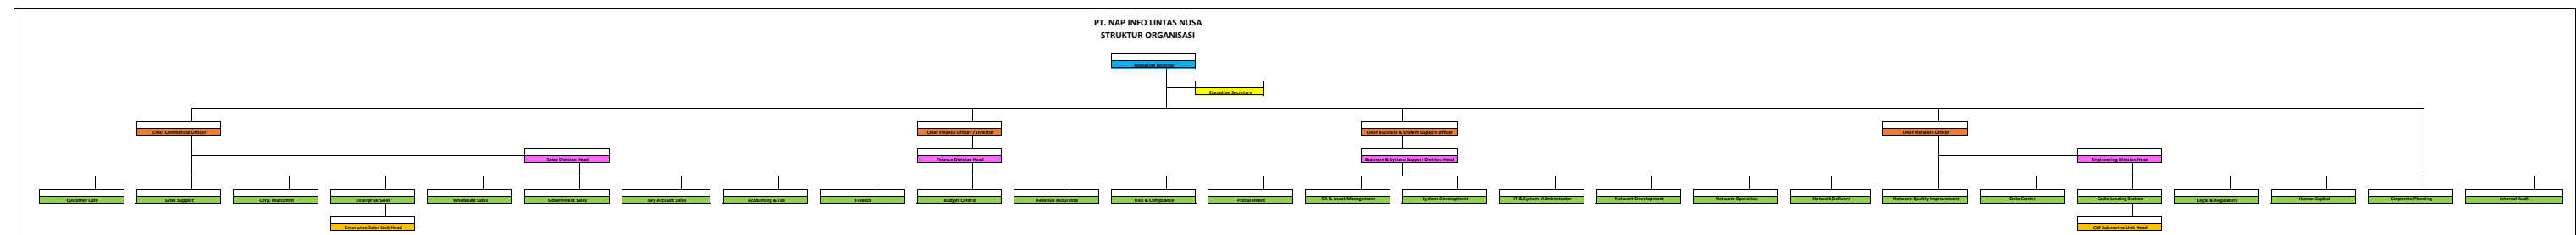 PT. NAP INFO LINTAS NUSA
STRUKTUR ORGANISASI
Managing Director
Executive Secretary
Chief Commercial Officer
Chief Finance Officer / Director
Chief Business & System Support Officer
Chief Network Officer
Sales Division Head
Finance Division Head
Business & System Support Division Head
Engineering Division Head
Customer Care
Sales Support
Corp. Marcomm
Enterprise Sales
Wholesale Sales
Government Sales
Key Account Sales
Accounting & Tax
Finance
Budget Control
Revenue Assurance
Risk & Compliance
Procurement
GA & Asset Management
System Development
IT & System Administrator
Network Development
Network Operation
Network Delivery
Network Quality Improvement
Data Center
Cable Landing Station
Legal & Regulatory
Human Capital
Corporate Planning
Internal Audit
Enterprise Sales Unit Head
CLS Submarine Unit Head